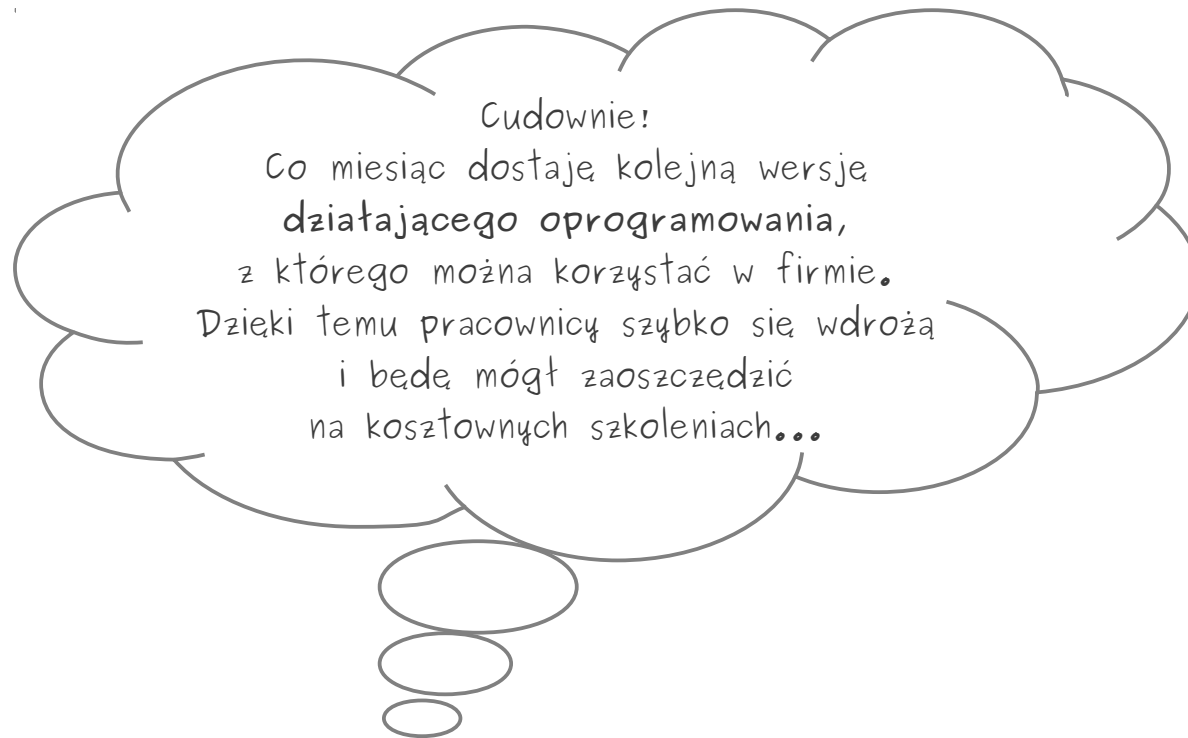 Cudownie!
Co miesiąc dostaję kolejną wersję
działającego oprogramowania,
z którego można korzystać w firmie.
Dzięki temu pracownicy szybko się wdrożą
i będę mógł zaoszczędzić
na kosztownych szkoleniach...